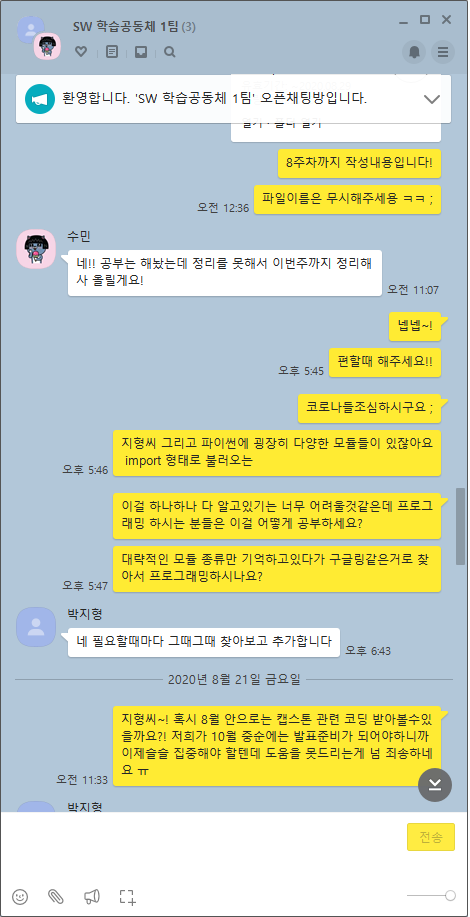 SW 학습공동체 1팀 (3)
환영합니다. 'SW 학습공동체 1팀' 오픈채팅방입니다.
8주차까지 작성내용입니다!
파일이름은 무시해주세용 ㅋㅋ ;
오전 12:36
수민
네!! 공부는 해놨는데 정리를 못해서 이번주까지 정리해
사 올릴게요!
오전 11:07
넵넵~!
편할때 해주세요!!
오후 5:45
코로나들조심하시구요 ;
지형씨 그리고 파이썬에 굉장히 다양한 모듈들이 있잖아요
import 형태로 불러오는
오후 5:46
이걸 하나하나 다 알고있기는 너무 어려울것같은데 프로그
래밍 하시는 분들은 이걸 어떻게 공부하세요?
대략적인 모듈 종류만 기억하고있다가 구글링같은거로 찾
아서 프로그래밍하시나요?
오후 5:47
박지형
네 필요할때마다 그때그때 찾아보고 추가합니다
오후 6:43
2020년 8월 21일 금요일
지형씨~! 혹시 8월 안으로는 캡스톤 관련 코딩 받아볼수있
을까요?! 저희가 10월 중순에는 발표준비가 되어야하니까
이제슬슬 집중해야 할텐데 도움을 못드리는게 넘 죄송하네
요 ㅠ
오전 11:33
박지형
전송